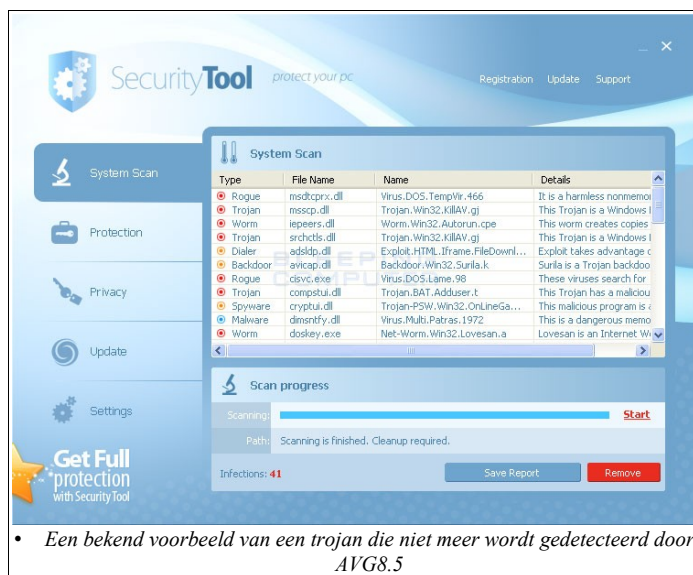 SecurityTool protect your pc
Registration Update Support
System Scan
Protection
Privacy
Update
Settings
Get Full
protection
with Security Tool
System Scan
Type File Name Name Details
Rogue msdtcprx.dll Virus.DOS.TempVir.466 It is a harmless nonmemor
Trojan msscp.dll Trojan.Win32.KillAV.gj This Trojan is a Windows
Worm iepeers.dll Worm.Win32.Autorun.cpe This worm creates copies
Trojan srchctls.dll Trojan.Win32.KillAV.gj This Trojan is a Windows
Dialer adsldp.dll Exploit.HTML.Iframe.FileDownl... Exploit takes advantage o
Backdoor avicap.dll Backdoor.Win32.Surila.k Surila is a Trojan backdoo
Rogue cisvc.exe Virus.DOS.Lame.98 These viruses search for
Trojan compstui.dll Trojan.BAT.Adduser.t This Trojan has a maliciou
Spyware cryptui.dll Trojan-PSW.Win32.OnLineGa... This malicious program is a
Malware dimsntfy.dll Virus.Multi.Patras.1972 This is a dangerous memo
Worm doskey.exe Net-Worm.Win32.Lovesan.a Lovesan is an Internet W
Scan progress
Scanning: Start
Path: Scanning is finished. Cleanup required.
Infections: 41 Save Report Remove
• Een bekend voorbeeld van een trojan die niet meer wordt gedetecteerd door
AVG8.5